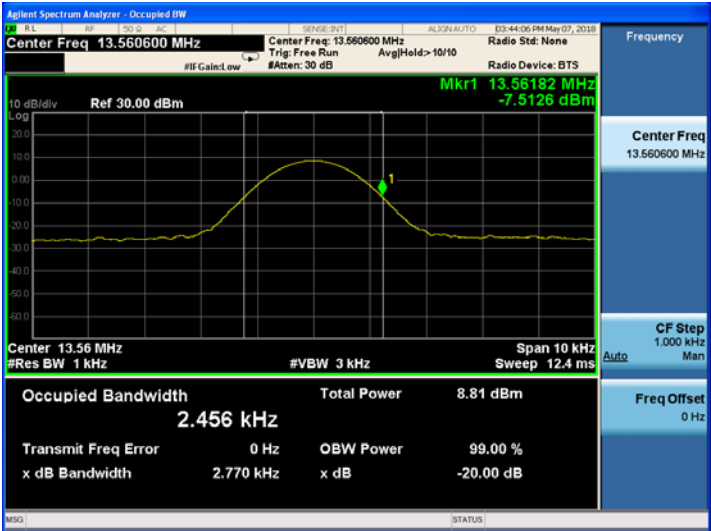 Agilent Spectrum Analyzer - Occupied BW
RL RF 50 Ω AC SENSE:INT ALIGN AUTO 03:44:06 PM May 07, 2018
Center Freq 13.560600 MHz
Center Freq: 13.560600 MHz
Radio Std: None
Trig: Free Run Avg|Hold:> 10/10
#IFGain:Low #Atten: 30 dB Radio Device: BTS
Mkr1 13.56182 MHz
10 dB/div Ref 30.00 dBm -7.5126 dBm
Log
20.0
10.0
0.00
-10.0
-20.0
-30.0
-40.0
-50.0
-60.0
1
Center 13.56 MHz Span 10 kHz
#Res BW 1 kHz #VBW 3 kHz Sweep 12.4 ms
Occupied Bandwidth Total Power 8.81 dBm
2.456 kHz
Transmit Freq Error 0 Hz OBW Power 99.00 %
x dB Bandwidth 2.770 kHz x dB -20.00 dB
MSG STATUS
Frequency
Center Freq
13.560600 MHz
CF Step
1.000 kHz
Auto Man
Freq Offset
0 Hz